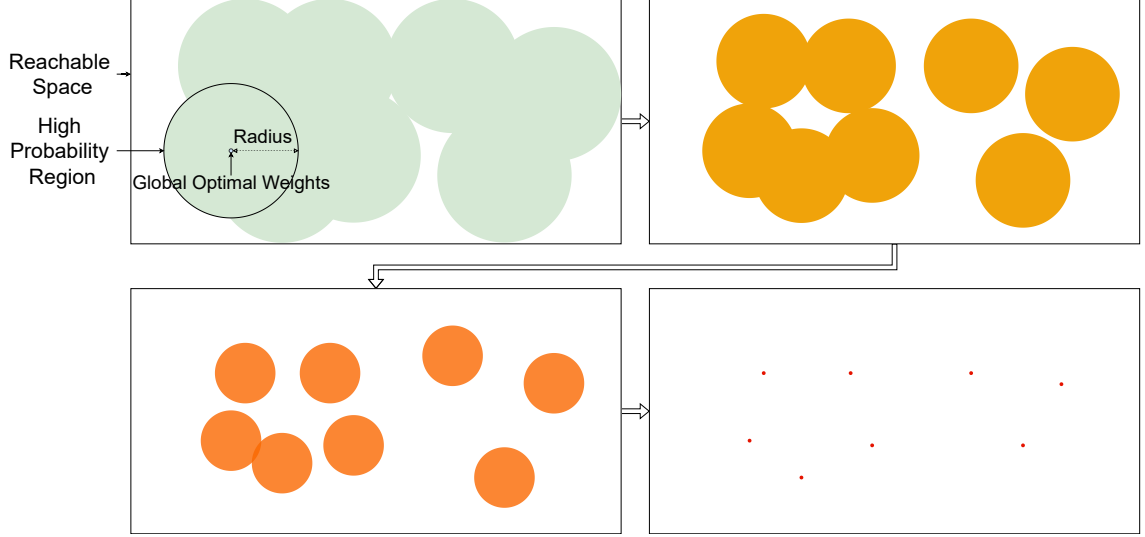 Reachable
Space
High
Probability
Region
Radius
Global Optimal Weights